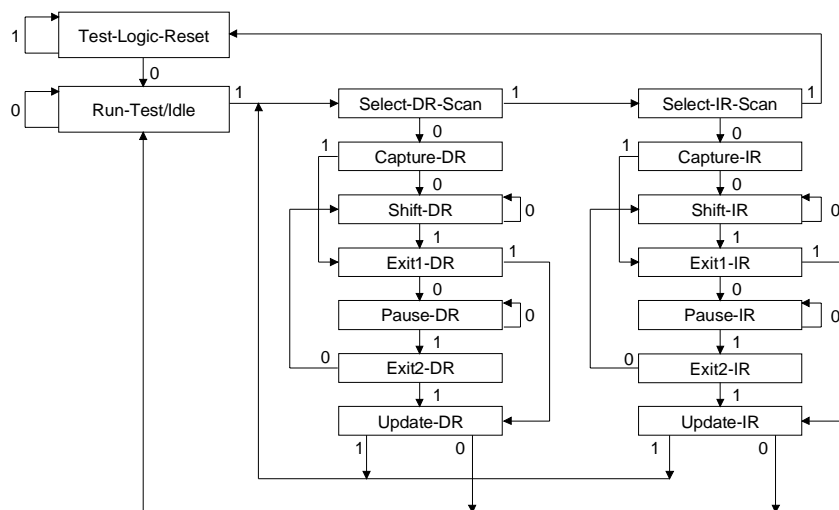 1
Test-Logic-Reset
0
0
Run-Test/Idle
1
Select-DR-Scan
1
Select-IR-Scan
1
0
0
1
Capture-DR
1
Capture-IR
0
0
Shift-DR
0
Shift-IR
0
1
1
Exit1-DR
1
Exit1-IR
1
0
0
Pause-DR
0
Pause-IR
0
1
1
0
Exit2-DR
0
Exit2-IR
1
1
Update-DR
Update-IR
1
0
1
0